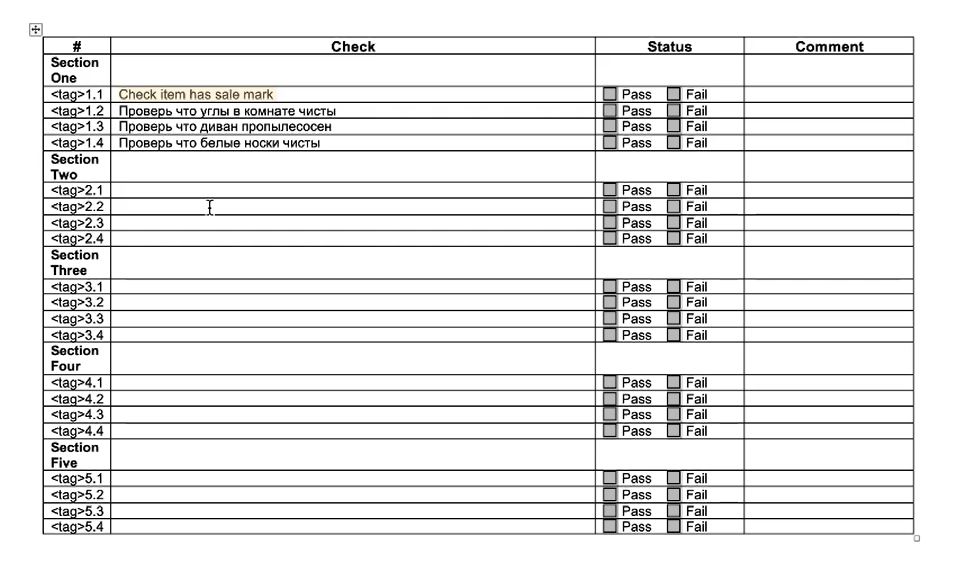 # Check Status Comment
Section
One
<tag>1.1 Check item has sale mark Pass Fail
<tag>1.2 Проверь что углы в комнате чисты Pass Fail
<tag>1.3 Проверь что диван пропылесосен Pass Fail
<tag>1.4 Проверь что белые носки чисты Pass Fail
Section
Two
<tag>2.1 Pass Fail
<tag>2.2 Pass Fail
<tag>2.3 Pass Fail
<tag>2.4 Pass Fail
Section
Three
<tag>3.1 Pass Fail
<tag>3.2 Pass Fail
<tag>3.3 Pass Fail
<tag>3.4 Pass Fail
Section
Four
<tag>4.1 Pass Fail
<tag>4.2 Pass Fail
<tag>4.3 Pass Fail
<tag>4.4 Pass Fail
Section
Five
<tag>5.1 Pass Fail
<tag>5.2 Pass Fail
<tag>5.3 Pass Fail
<tag>5.4 Pass Fail